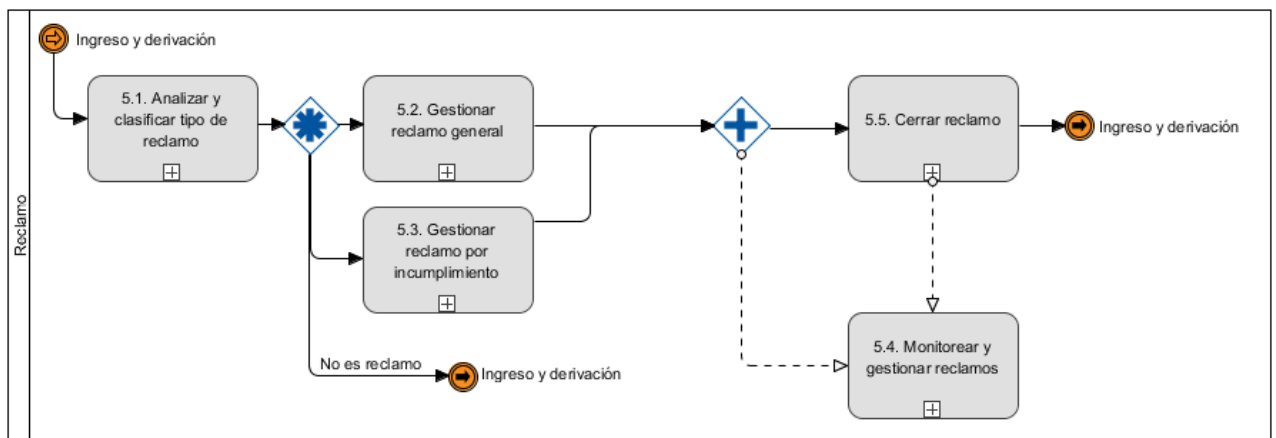 Ingreso y derivación
5.1. Analizar y
clasificar tipo de
reclamo
5.2. Gestionar
reclamo general
5.5. Cerrar reclamo
Ingreso y derivación
Reclamo
5.3. Gestionar
reclamo por
incumplimiento
No es reclamo
Ingreso y derivación
5.4. Monitorear y
gestionar reclamos